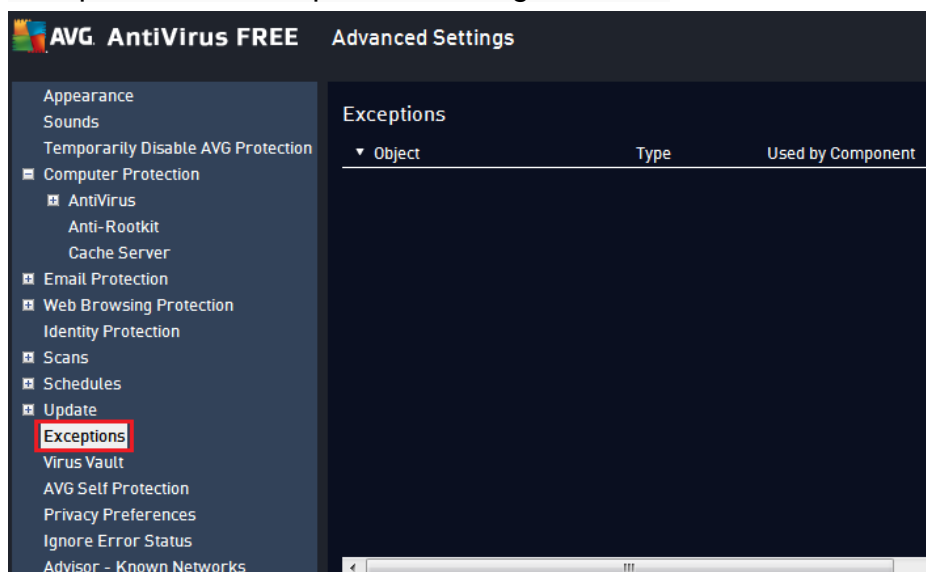 AVG. AntiVirus FREE
Advanced Settings
Appearance
Sounds
Temporarily Disable AVG Protection
Computer Protection
AntiVirus
Anti-Rootkit
Cache Server
Email Protection
Web Browsing Protection
Identity Protection
Scans
Schedules
Update
Exceptions
Virus Vault
AVG Self Protection
Privacy Preferences
Ignore Error Status
Advisor - Known Networks
Exceptions
Object Type Used by Component